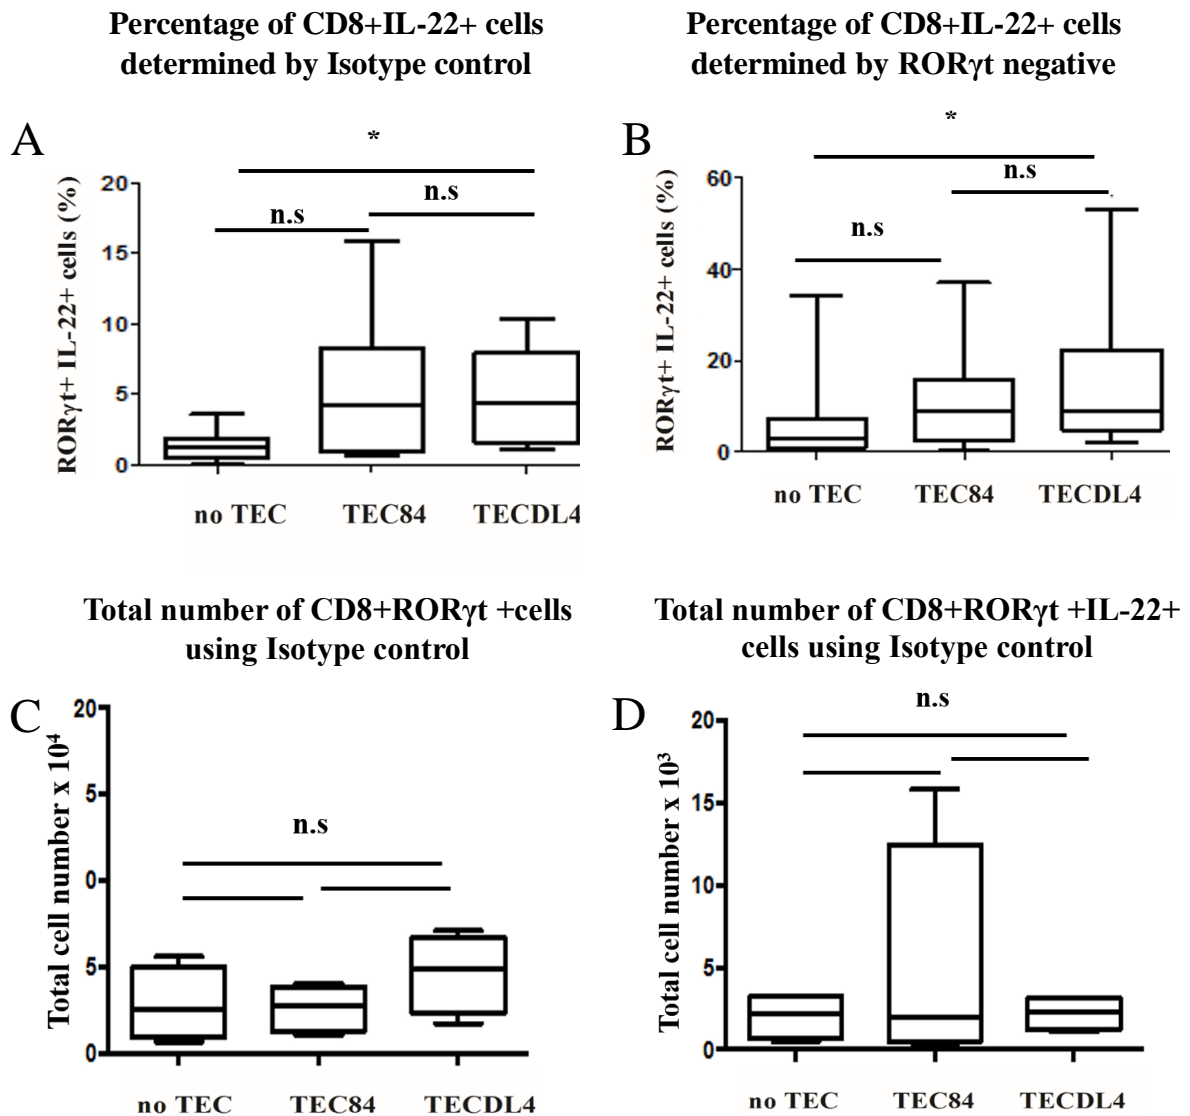 Percentage of CD8+IL-22+ cells
determined by Isotype control
Percentage of CD8+IL-22+ cells
determined by RORγt negative
A
*
n.s
n.s
RORγt+ IL-22+ cells (%)
20
15
10
5
0
no TEC TEC84 TECDL4
B
*
n.s
n.s
RORγt+ IL-22+ cells (%)
60
40
20
0
no TEC TEC84 TECDL4
Total number of CD8+RORγt +cells
using Isotype control
Total number of CD8+RORγt +IL-22+
cells using Isotype control
C
n.s
Total cell number x 10⁴
20
5
0
5
0
no TEC TEC84 TECDL4
D
n.s
Total cell number x 10³
20
15
10
5
0
no TEC TEC84 TECDL4